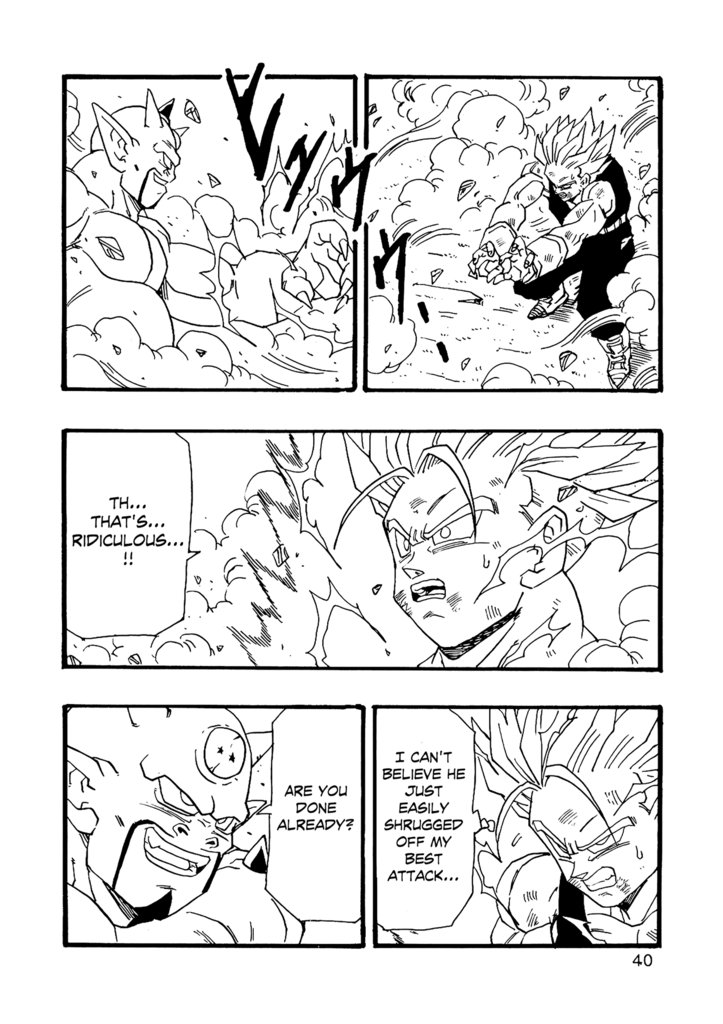 TH...
THAT'S...
RIDICULOUS...
!!
I CAN'T
BELIEVE HE
JUST
EASILY
SHRUGGED
OFF MY
BEST
ATTACK...
ARE YOU
DONE
ALREADY?
40